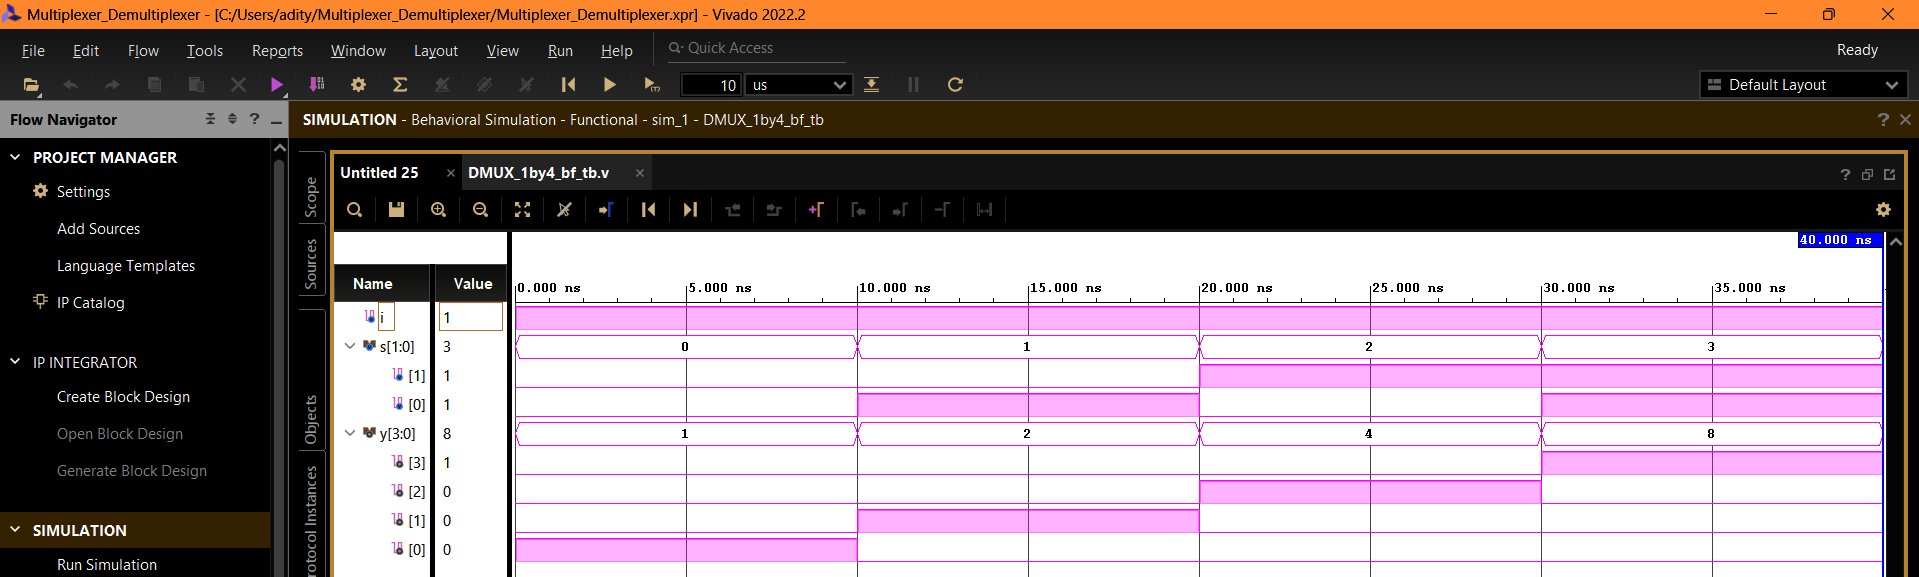 Multiplexer_Demultiplexer - [C:/Users/adity/Multiplexer_Demultiplexer/Multiplexer_Demultiplexer.xpr] - Vivado 2022.2
File Edit Flow Tools Reports Window Layout View Run Help Quick Access Ready
10 us Default Layout
Flow Navigator
SIMULATION - Behavioral Simulation - Functional - sim_1 - DMUX_1by4_bf_tb
PROJECT MANAGER
Settings
Add Sources
Language Templates
IP Catalog
IP INTEGRATOR
Create Block Design
Open Block Design
Generate Block Design
SIMULATION
Run Simulation
Scope
Sources
Objects
rotocol Instances
Untitled 25 DMUX_1by4_bf_tb.v
40.000 ns
Name Value 0.000 ns 5.000 ns 10.000 ns 15.000 ns 20.000 ns 25.000 ns 30.000 ns 35.000 ns
i 1
s[1:0] 3 0 1 2 3
[1] 1
[0] 1
y[3:0] 8 1 2 4 8
[3] 1
[2] 0
[1] 0
[0] 0